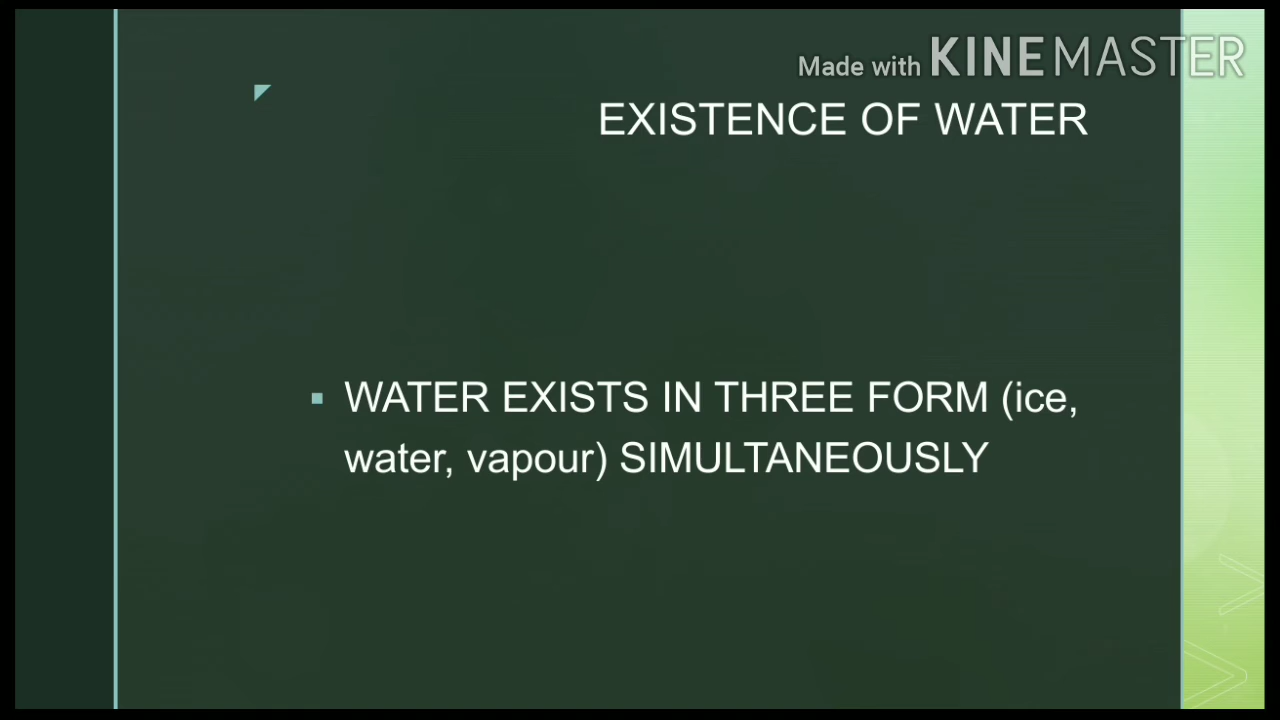 Made with KINEMASTER
EXISTENCE OF WATER
WATER EXISTS IN THREE FORM (ice,
water, vapour) SIMULTANEOUSLY